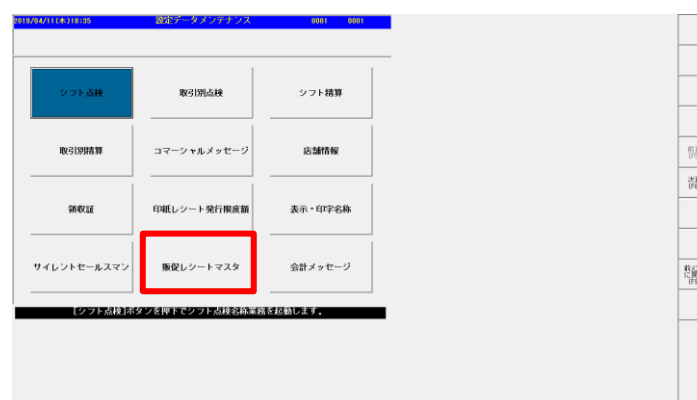 2019/04/11(木)18:35 設定データメンテナンス 0001 0001
シフト点検 取引別点検 シフト精算
取引別精算 コマーシャルメッセージ 店舗情報
領収証 印紙レシート発行限度額 表示・印字名称
サイレントセールスマン 販促レシートマスタ 会計メッセージ
[シフト点検]ボタンを押下でシフト点検名称業務を起動します。